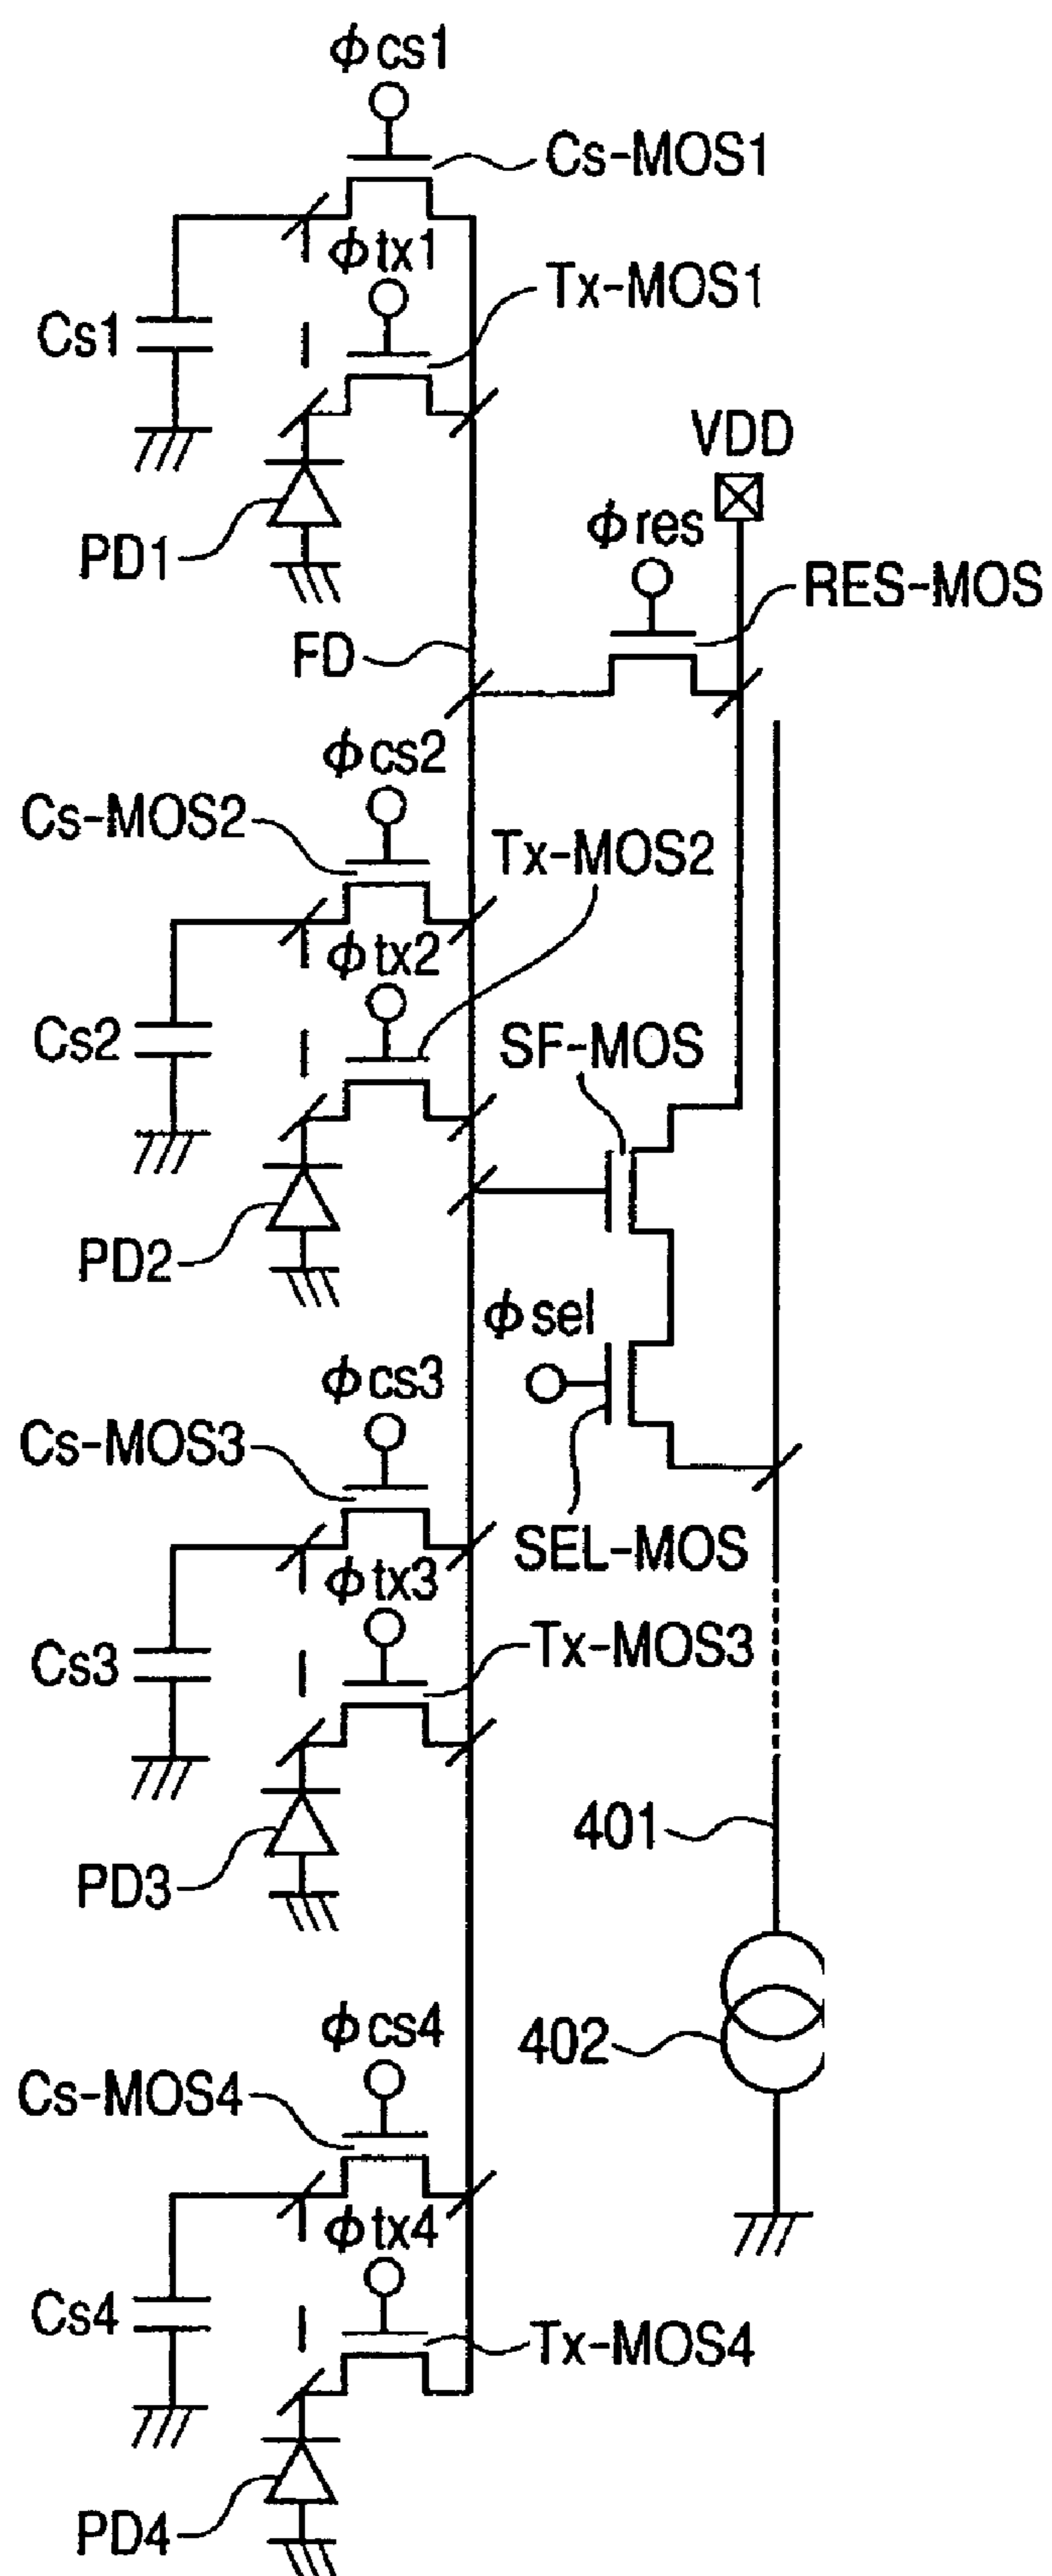 ϕcs1
Cs-MOS1
ϕtx1
Tx-MOS1
Cs1
VDD
ϕres
PD1
RES-MOS
FD
ϕcs2
Cs-MOS2
Tx-MOS2
ϕtx2
Cs2
SF-MOS
PD2
ϕsel
ϕcs3
Cs-MOS3
SEL-MOS
ϕtx3
Cs3
Tx-MOS3
401
PD3
ϕcs4
402
Cs-MOS4
ϕtx4
Cs4
Tx-MOS4
PD4